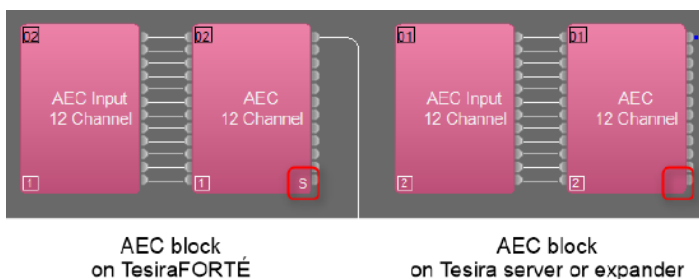 02
02
01
01
AEC Input
12 Channel
AEC
12 Channel
AEC Input
12 Channel
AEC
12 Channel
1
1
S
2
2
AEC block
on TesiraFORTÉ
AEC block
on Tesira server or expander